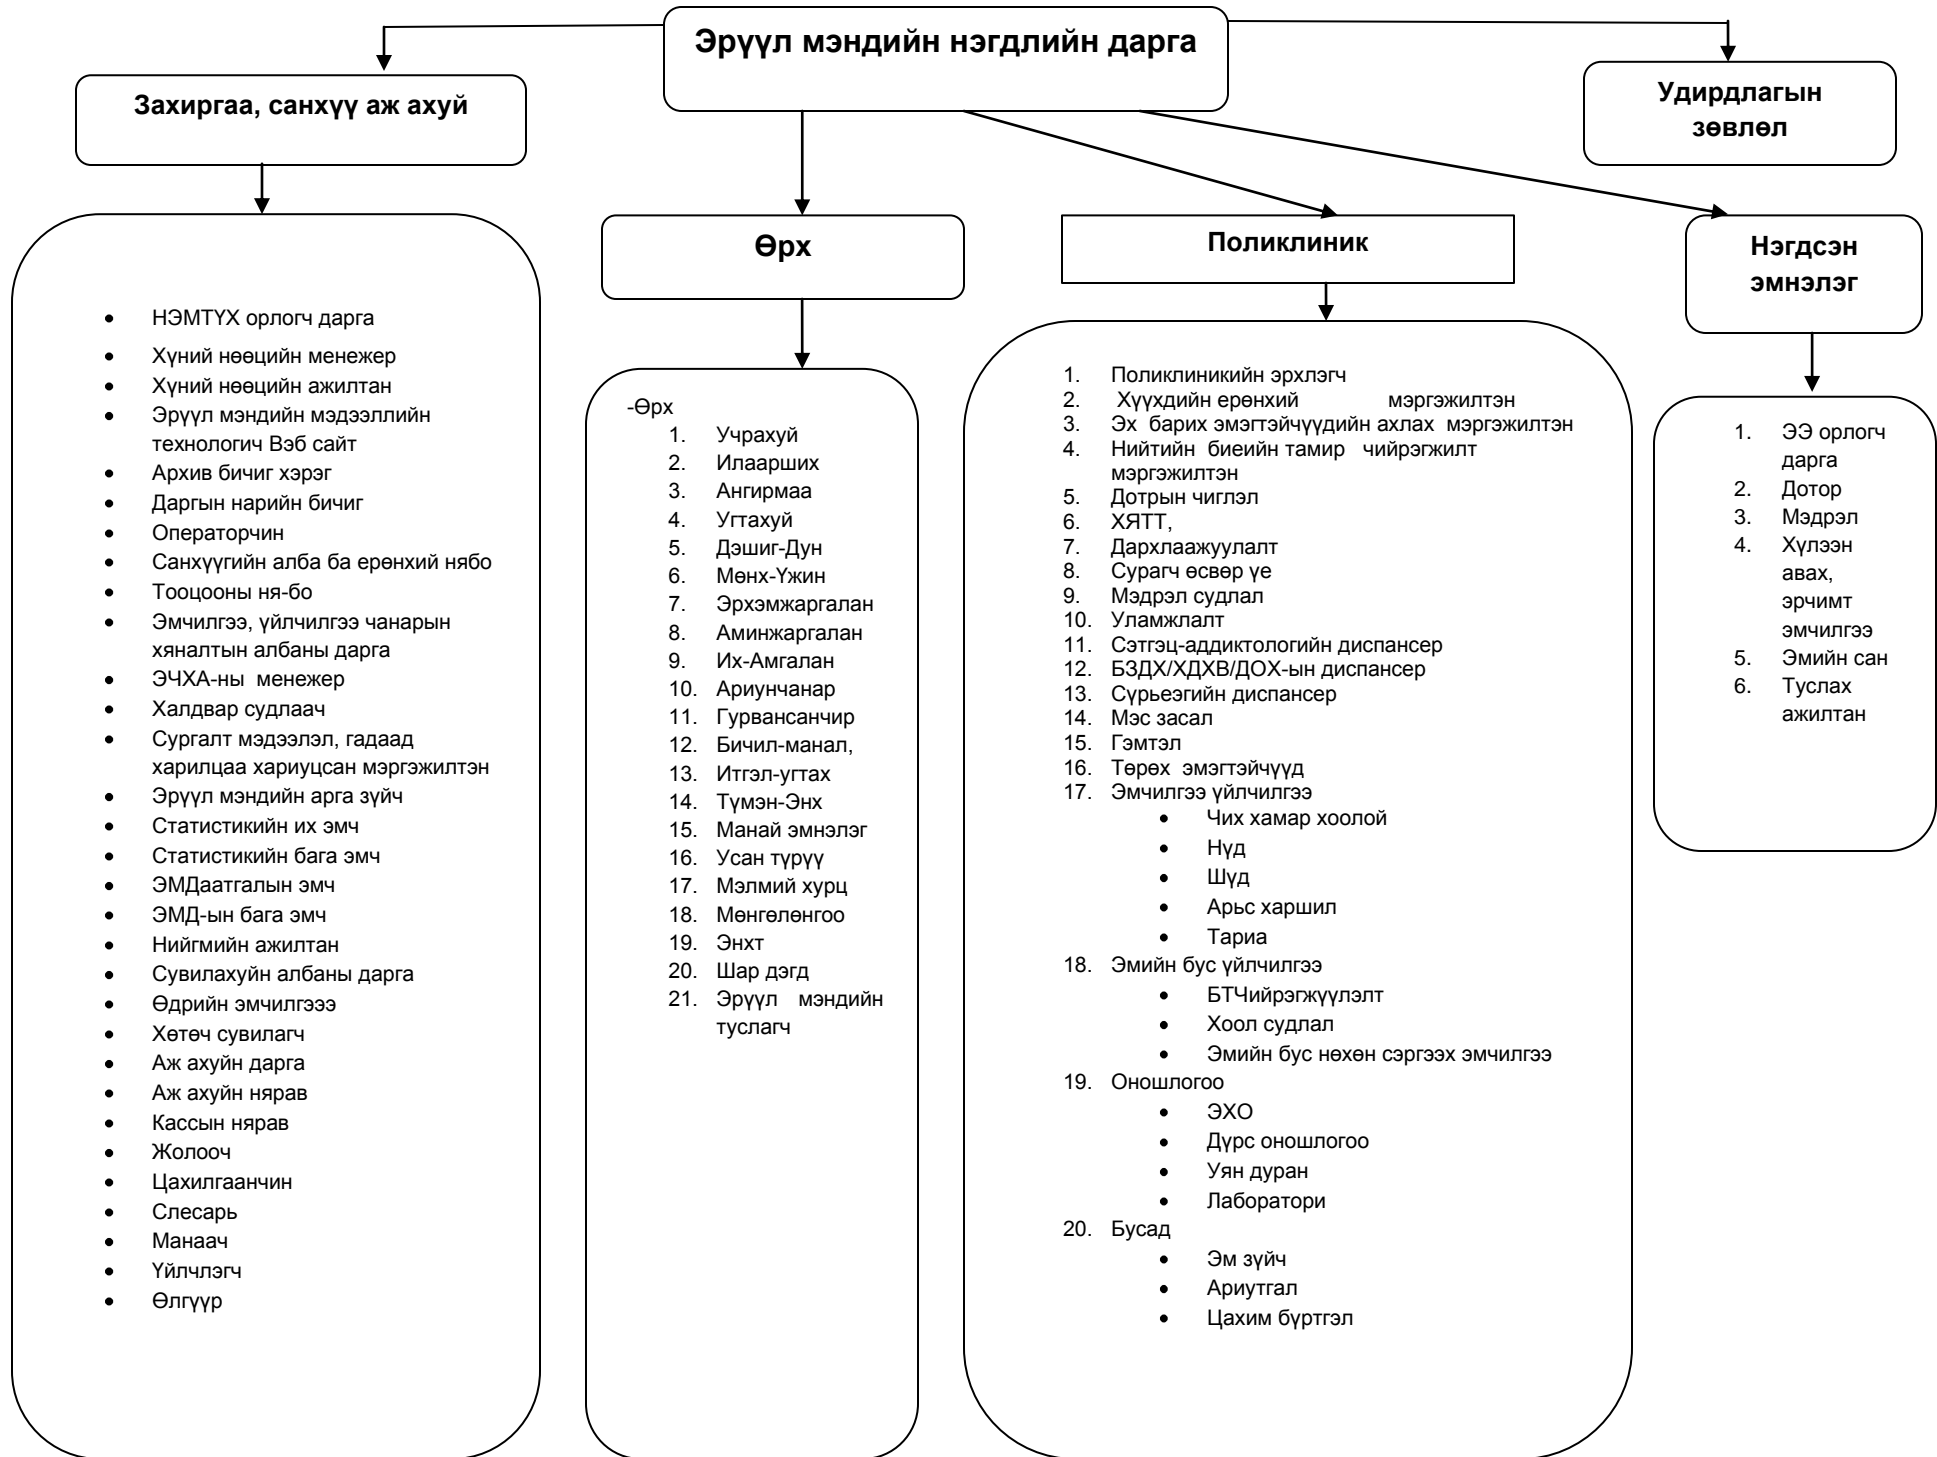 Эрүүл мэндийн нэгдлийн дарга
Захиргаа, санхүү аж ахуй
Удирдлагын
зөвлөл
Өрх
Поликлиник
Нэгдсэн
эмнэлэг
• НЭМТҮХ орлогч дарга
• Хүний нөөцийн менежер
• Хүний нөөцийн ажилтан
• Эрүүл мэндийн мэдээллийн
технологич Вэб сайт
• Архив бичиг хэрэг
• Даргын нарийн бичиг
• Операторчин
• Санхүүгийн алба ба ерөнхий нябо
• Тооцооны ня-бо
• Эмчилгээ, үйлчилгээ чанарын
хяналтын албаны дарга
• ЭЧХА-ны менежер
• Халдвар судлаач
• Сургалт мэдээлэл, гадаад
харилцаа хариуцсан мэргэжилтэн
• Эрүүл мэндийн арга зүйч
• Статистикийн их эмч
• Статистикийн бага эмч
• ЭМДаатгалын эмч
• ЭМД-ын бага эмч
• Нийгмийн ажилтан
• Сувилахуйн албаны дарга
• Өдрийн эмчилгэээ
• Хөтөч сувилагч
• Аж ахуйн дарга
• Аж ахуйн нярав
• Кассын нярав
• Жолооч
• Цахилгаанчин
• Слесарь
• Манаач
• Үйлчлэгч
• Өлгүүр
-Өрх
1. Учрахуй
2. Илаарших
3. Ангирмаа
4. Угтахуй
5. Дэшиг-Дун
6. Мөнх-Үжин
7. Эрхэмжаргалан
8. Аминжаргалан
9. Их-Амгалан
10. Ариунчанар
11. Гурвансанчир
12. Бичил-манал,
13. Итгэл-угтах
14. Түмэн-Энх
15. Манай эмнэлэг
16. Усан түрүү
17. Мэлмий хурц
18. Мөнгөлөнгоо
19. Энхт
20. Шар дэгд
21. Эрүүл мэндийн
туслагч
1. Поликлиникийн эрхлэгч
2. Хүүхдийн ерөнхий мэргэжилтэн
3. Эх барих эмэгтэйчүүдийн ахлах мэргэжилтэн
4. Нийтийн биеийн тамир чийрэгжилт
мэргэжилтэн
5. Дотрын чиглэл
6. ХЯТТ,
7. Дархлаажуулалт
8. Сурагч өсвөр үе
9. Мэдрэл судлал
10. Уламжлалт
11. Сэтгэц-аддиктологийн диспансер
12. БЗДХ/ХДХВ/ДОХ-ын диспансер
13. Сүрьеэгийн диспансер
14. Мэс засал
15. Гэмтэл
16. Төрөх эмэгтэйчүүд
17. Эмчилгээ үйлчилгээ
• Чих хамар хоолой
• Нүд
• Шүд
• Арьс харшил
• Тариа
18. Эмийн бус үйлчилгээ
• БТЧийрэгжүүлэлт
• Хоол судлал
• Эмийн бус нөхөн сэргээх эмчилгээ
19. Оношлогоо
• ЭХО
• Дүрс оношлогоо
• Уян дуран
• Лаборатори
20. Бусад
• Эм зүйч
• Ариутгал
• Цахим бүртгэл
1. ЭЭ орлогч
дарга
2. Дотор
3. Мэдрэл
4. Хүлээн
авах,
эрчимт
эмчилгээ
5. Эмийн сан
6. Туслах
ажилтан